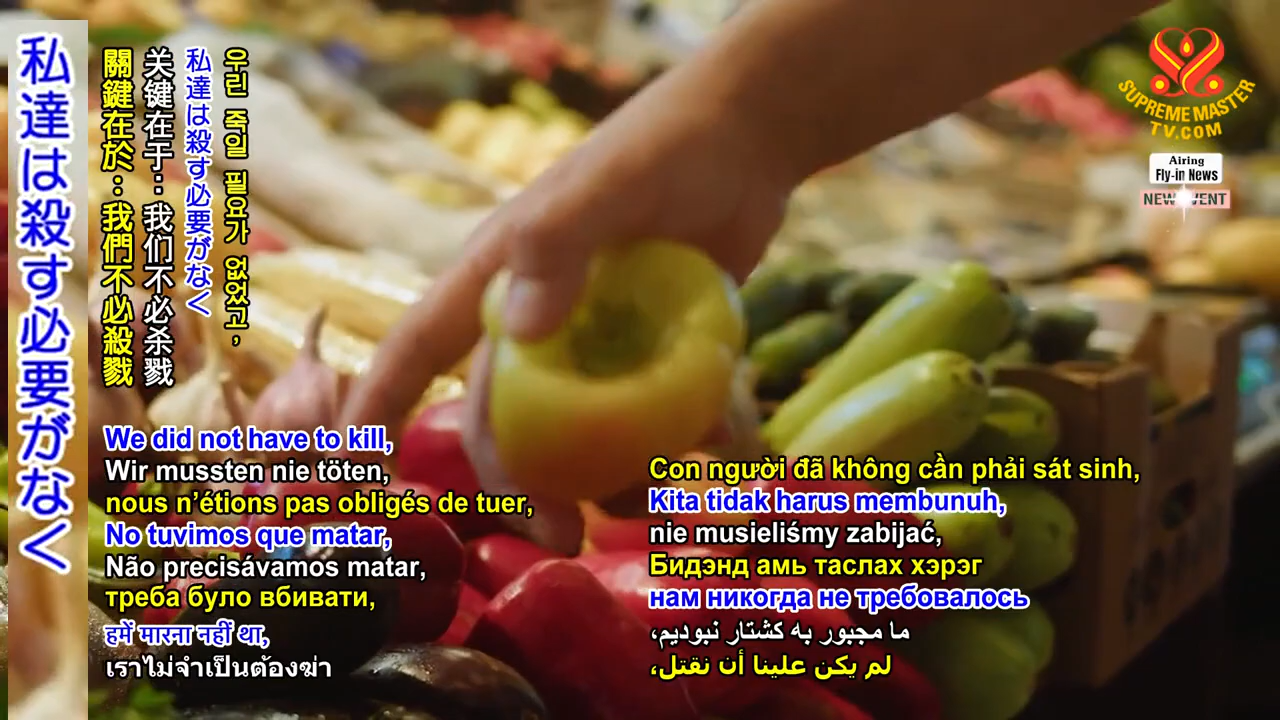 私達は殺す必要がなく
關鍵在於：我們不必殺戮
关键在于：我们不必杀戮
私達は殺す必要がなく
우린 죽일 필요가 없었고,
SUPREME MASTER
TV.COM
Airing
Fly-in News
We did not have to kill,
Wir mussten nie töten,
nous n’étions pas obligés de tuer,
No tuvimos que matar,
Não precisávamos matar,
треба було вбивати,
हमें मारना नहीं था,
เราไม่จำเป็นต้องฆ่า
Con người đã không cần phải sát sinh,
Kita tidak harus membunuh,
nie musieliśmy zabijać,
Бидэнд амь таслах хэрэг
нам никогда не требовалось
ما مجبور به کشتار نبودیم،
لم يكن علينا أن نقتل،